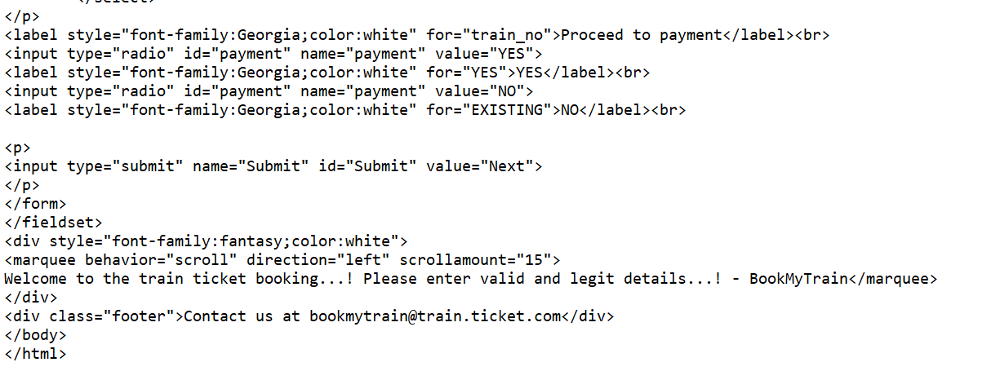 </select>
</p>
<label style="font-family:Georgia;color:white" for="train_no">Proceed to payment</label><br>
<input type="radio" id="payment" name="payment" value="YES">
<label style="font-family:Georgia;color:white" for="YES">YES</label><br>
<input type="radio" id="payment" name="payment" value="NO">
<label style="font-family:Georgia;color:white" for="EXISTING">NO</label><br>
<p>
<input type="submit" name="Submit" id="Submit" value="Next">
</p>
</form>
</fieldset>
<div style="font-family:fantasy;color:white">
<marquee behavior="scroll" direction="left" scrollamount="15">
Welcome to the train ticket booking...! Please enter valid and legit details...! - BookMyTrain</marquee>
</div>
<div class="footer">Contact us at bookmytrain@train.ticket.com</div>
</body>
</html>